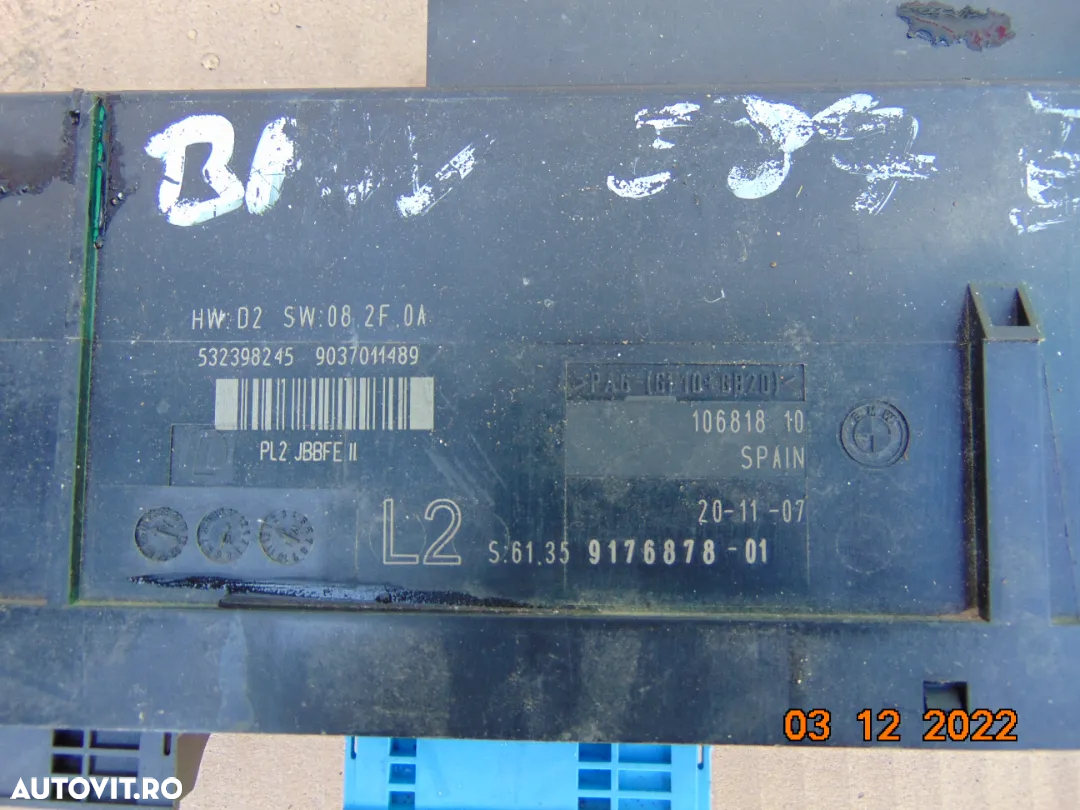 HW:D2 SW:08.2F.0A
532398245 9037011489
PL2 JBBFE II
106818 10
SPAIN
20-11-07
L2
S:61.35 9176878-01
BMW
03 12 2022
AUTOVIT.RO